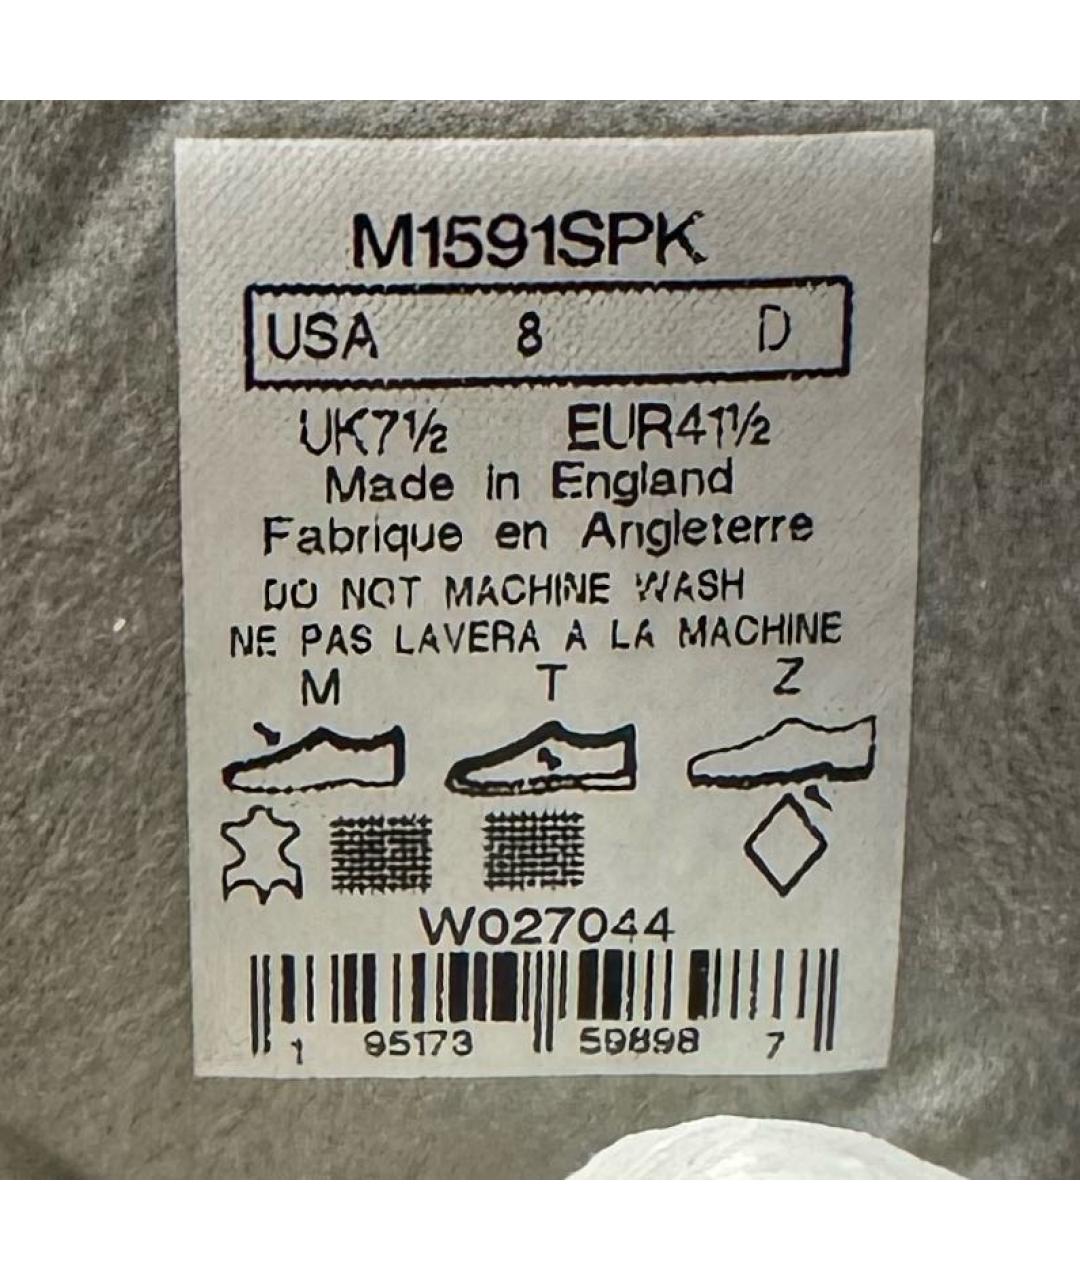 M1591SPK
USA 8 D
UK7½ EUR41½
Made in England
Fabrique en Angleterre
DO NOT MACHINE WASH
NE PAS LAVERA A LA MACHINE
M T Z
W027044
1 95173 59898 7